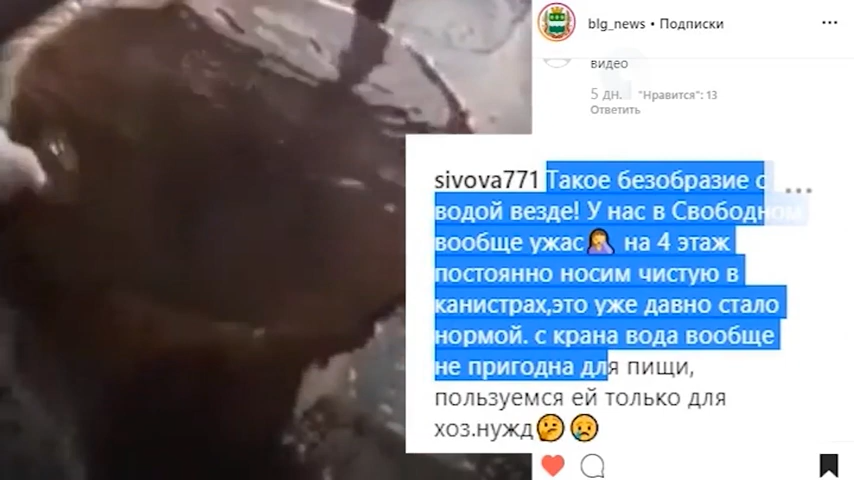 blg_news • Подписки
видео
5 дн. "Нравится": 13
Ответить
sivova771 Такое безобразие с
водой везде! У нас в Свободном
вообще ужас🤦‍♀️ на 4 этаж
постоянно носим чистую в
канистрах,это уже давно стало
нормой. с крана вода вообще
не пригодна для пищи,
пользуемся ей только для
хоз.нужд🤔😢